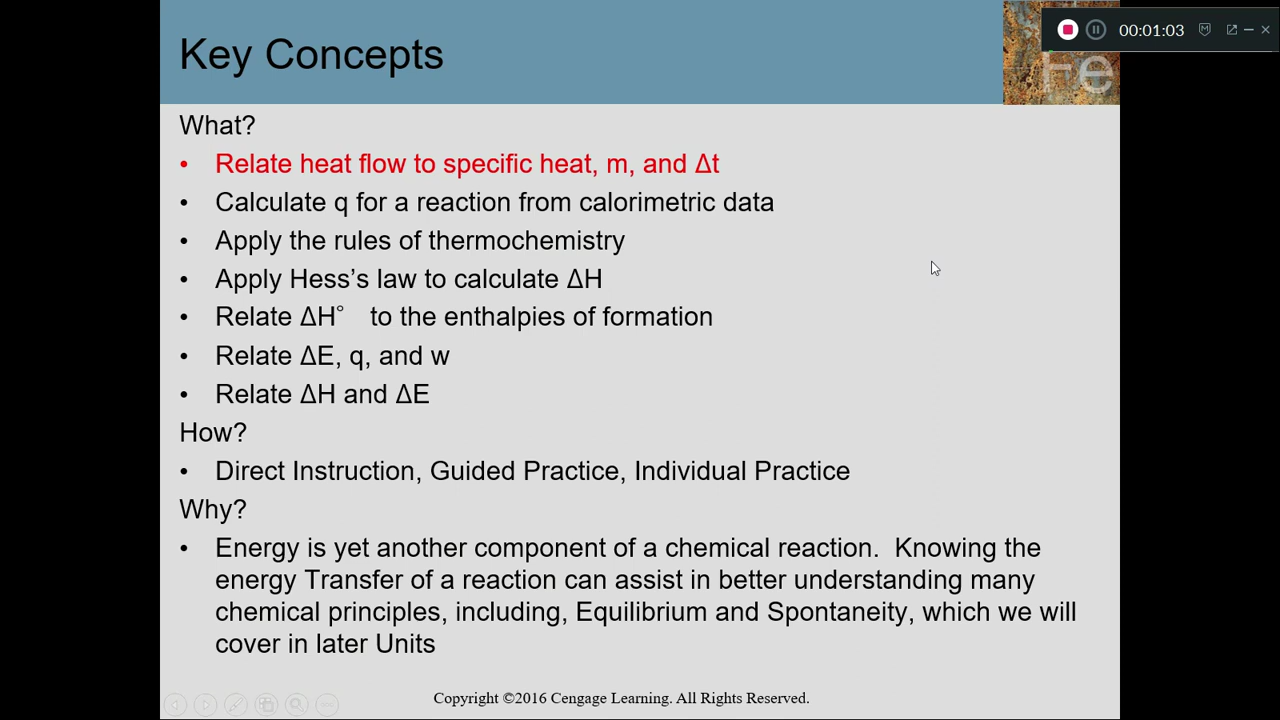 Key Concepts
00:01:03
Fe
What?
• Relate heat flow to specific heat, m, and Δt
• Calculate q for a reaction from calorimetric data
• Apply the rules of thermochemistry
• Apply Hess’s law to calculate ΔH
• Relate ΔH° to the enthalpies of formation
• Relate ΔE, q, and w
• Relate ΔH and ΔE
How?
• Direct Instruction, Guided Practice, Individual Practice
Why?
• Energy is yet another component of a chemical reaction.  Knowing the
energy Transfer of a reaction can assist in better understanding many
chemical principles, including, Equilibrium and Spontaneity, which we will
cover in later Units
Copyright ©2016 Cengage Learning. All Rights Reserved.